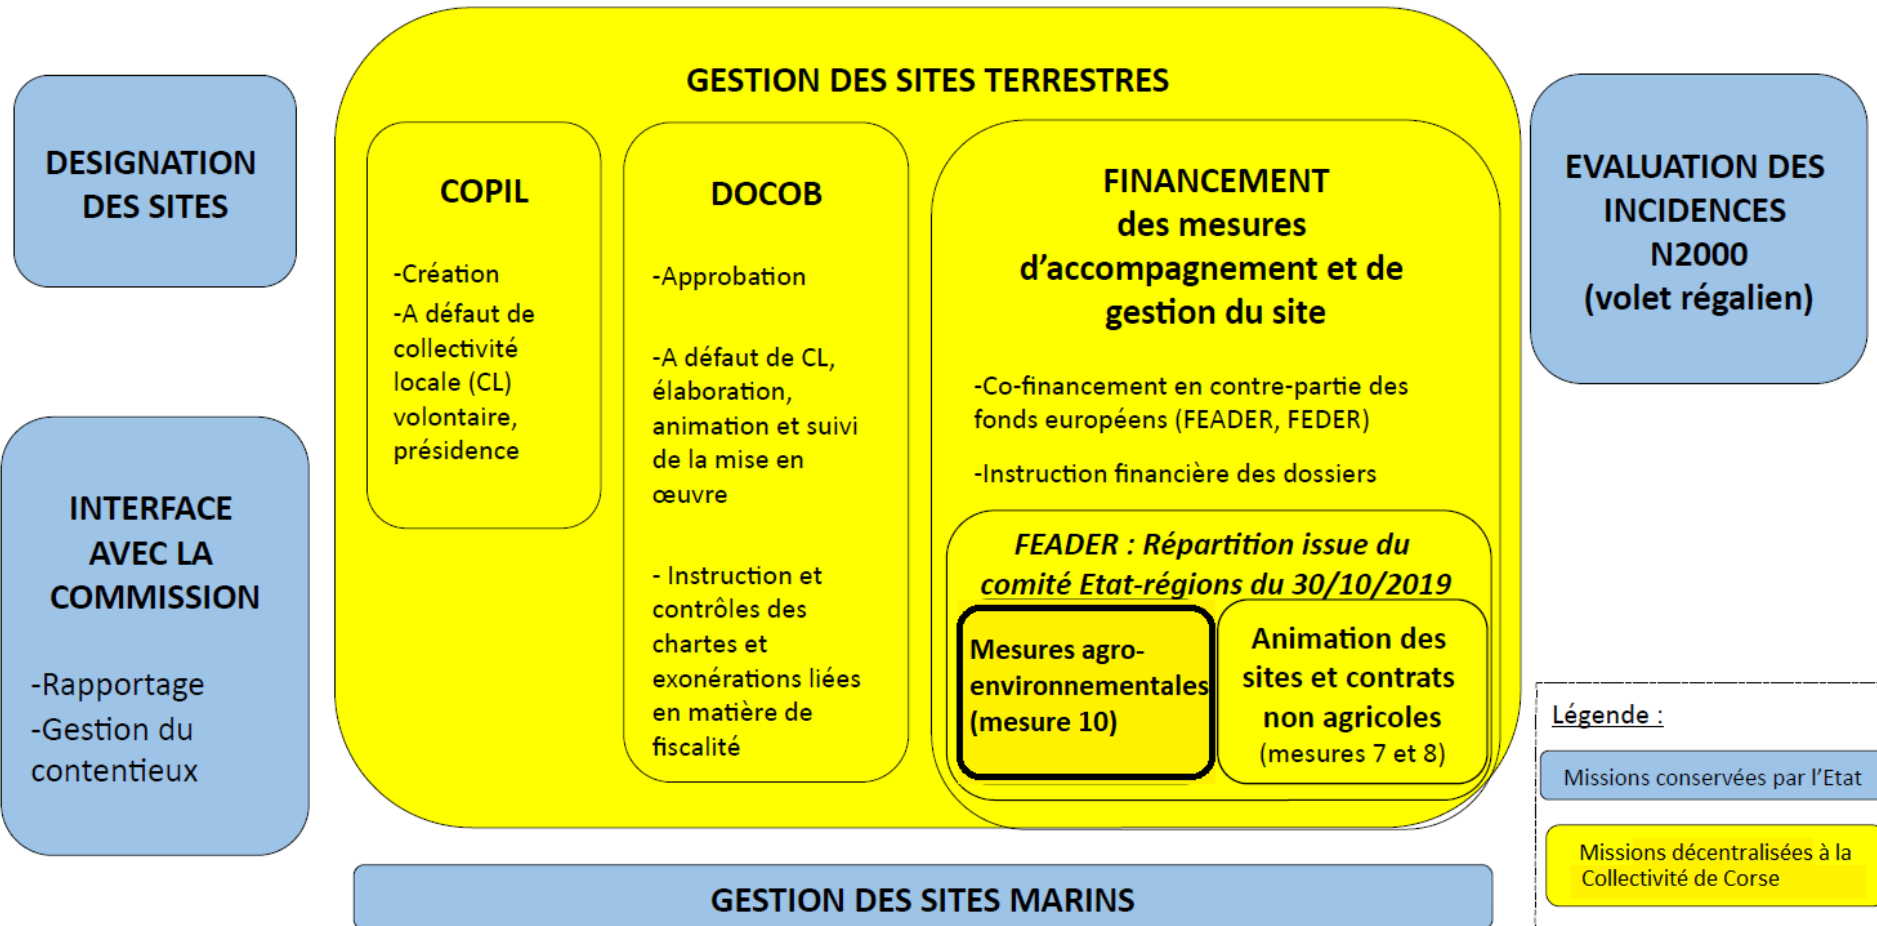 GESTION DES SITES TERRESTRES
DESIGNATION
DES SITES
INTERFACE
AVEC LA
COMMISSION
-Rapportage
-Gestion du
contentieux
COPIL
-Création
-A défaut de
collectivité
locale (CL)
volontaire,
présidence
DOCOB
-Approbation
-A défaut de CL,
élaboration,
animation et suivi
de la mise en
œuvre
- Instruction et
contrôles des
chartes et
exonérations liées
en matière de
fiscalité
FINANCEMENT
des mesures
d’accompagnement et de
gestion du site
-Co-financement en contre-partie des
fonds européens (FEADER, FEDER)
-Instruction financière des dossiers
FEADER : Répartition issue du
comité Etat-régions du 30/10/2019
Mesures agro-
environnementales
(mesure 10)
Animation des
sites et contrats
non agricoles
(mesures 7 et 8)
EVALUATION DES
INCIDENCES
N2000
(volet régalien)
GESTION DES SITES MARINS
Légende :
Missions conservées par l’Etat
Missions décentralisées à la
Collectivité de Corse